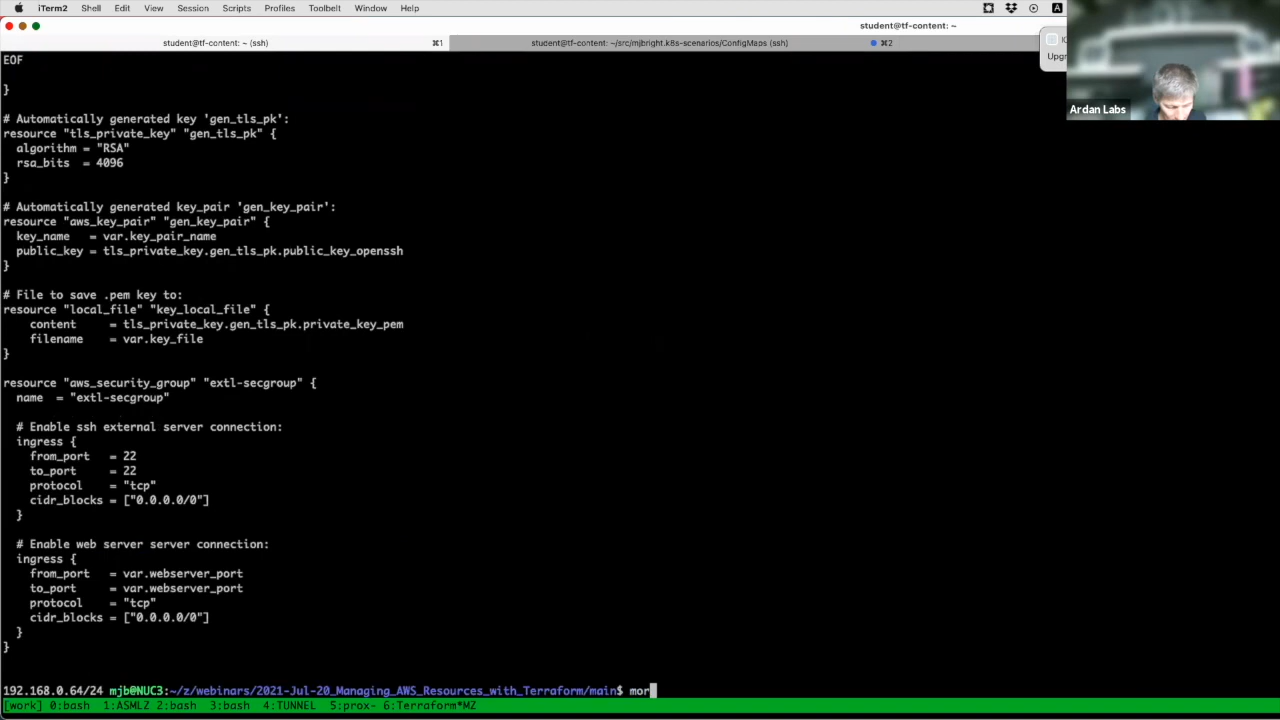 iTerm2 Shell Edit View Session Scripts Profiles Toolbelt Window Help
student@tf-content: ~
student@tf-content: ~ (ssh) ⌘1 student@tf-content: ~/src/mjbright.k8s-scenarios/ConfigMaps (ssh) ⌘2
Upgr
Ardan Labs
EOF
}
# Automatically generated key 'gen_tls_pk':
resource "tls_private_key" "gen_tls_pk" {
algorithm = "RSA"
rsa_bits = 4096
}
# Automatically generated key_pair 'gen_key_pair':
resource "aws_key_pair" "gen_key_pair" {
key_name = var.key_pair_name
public_key = tls_private_key.gen_tls_pk.public_key_openssh
}
# File to save .pem key to:
resource "local_file" "key_local_file" {
content = tls_private_key.gen_tls_pk.private_key_pem
filename = var.key_file
}
resource "aws_security_group" "extl-secgroup" {
name = "extl-secgroup"
# Enable ssh external server connection:
ingress {
from_port = 22
to_port = 22
protocol = "tcp"
cidr_blocks = ["0.0.0.0/0"]
}
# Enable web server server connection:
ingress {
from_port = var.webserver_port
to_port = var.webserver_port
protocol = "tcp"
cidr_blocks = ["0.0.0.0/0"]
}
}
192.168.0.64/24 mjb@NUC3:~/z/webinars/2021-Jul-20_Managing_AWS_Resources_with_Terraform/main$ mor
[work] 0:bash 1:ASMLZ 2:bash 3:bash 4:TUNNEL 5:prox- 6:Terraform*MZ